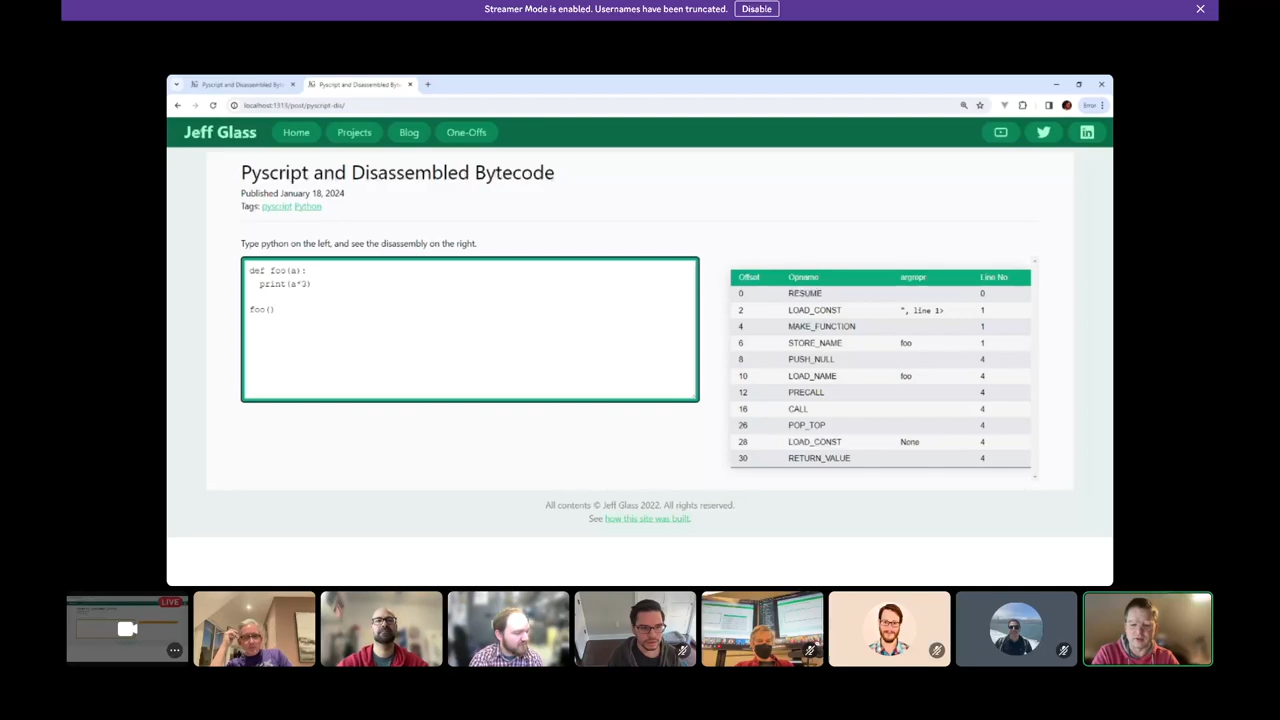 Streamer Mode is enabled. Usernames have been truncated. Disable
Pyscript and Disassembled Byte
Pyscript and Disassembled Byte
localhost:1313/post/pyscript-dis/
Error
Jeff Glass Home Projects Blog One-Offs
Pyscript and Disassembled Bytecode
Published January 18, 2024
Tags: pyscript Python
Type python on the left, and see the disassembly on the right.
def foo(a):
print(a*3)
foo()
Offset Opname argrepr Line No
0 RESUME 0
2 LOAD_CONST ", line 1> 1
4 MAKE_FUNCTION 1
6 STORE_NAME foo 1
8 PUSH_NULL 4
10 LOAD_NAME foo 4
12 PRECALL 4
16 CALL 4
26 POP_TOP 4
28 LOAD_CONST None 4
30 RETURN_VALUE 4
All contents © Jeff Glass 2022. All rights reserved.
See how this site was built.
LIVE